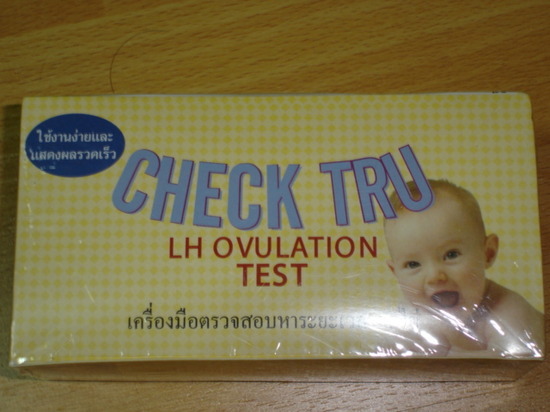 ใช้งานง่ายและ
แสดงผลรวดเร็ว
CHECK TRU
LH OVULATION
TEST
เครื่องมือตรวจสอบหาระยะ